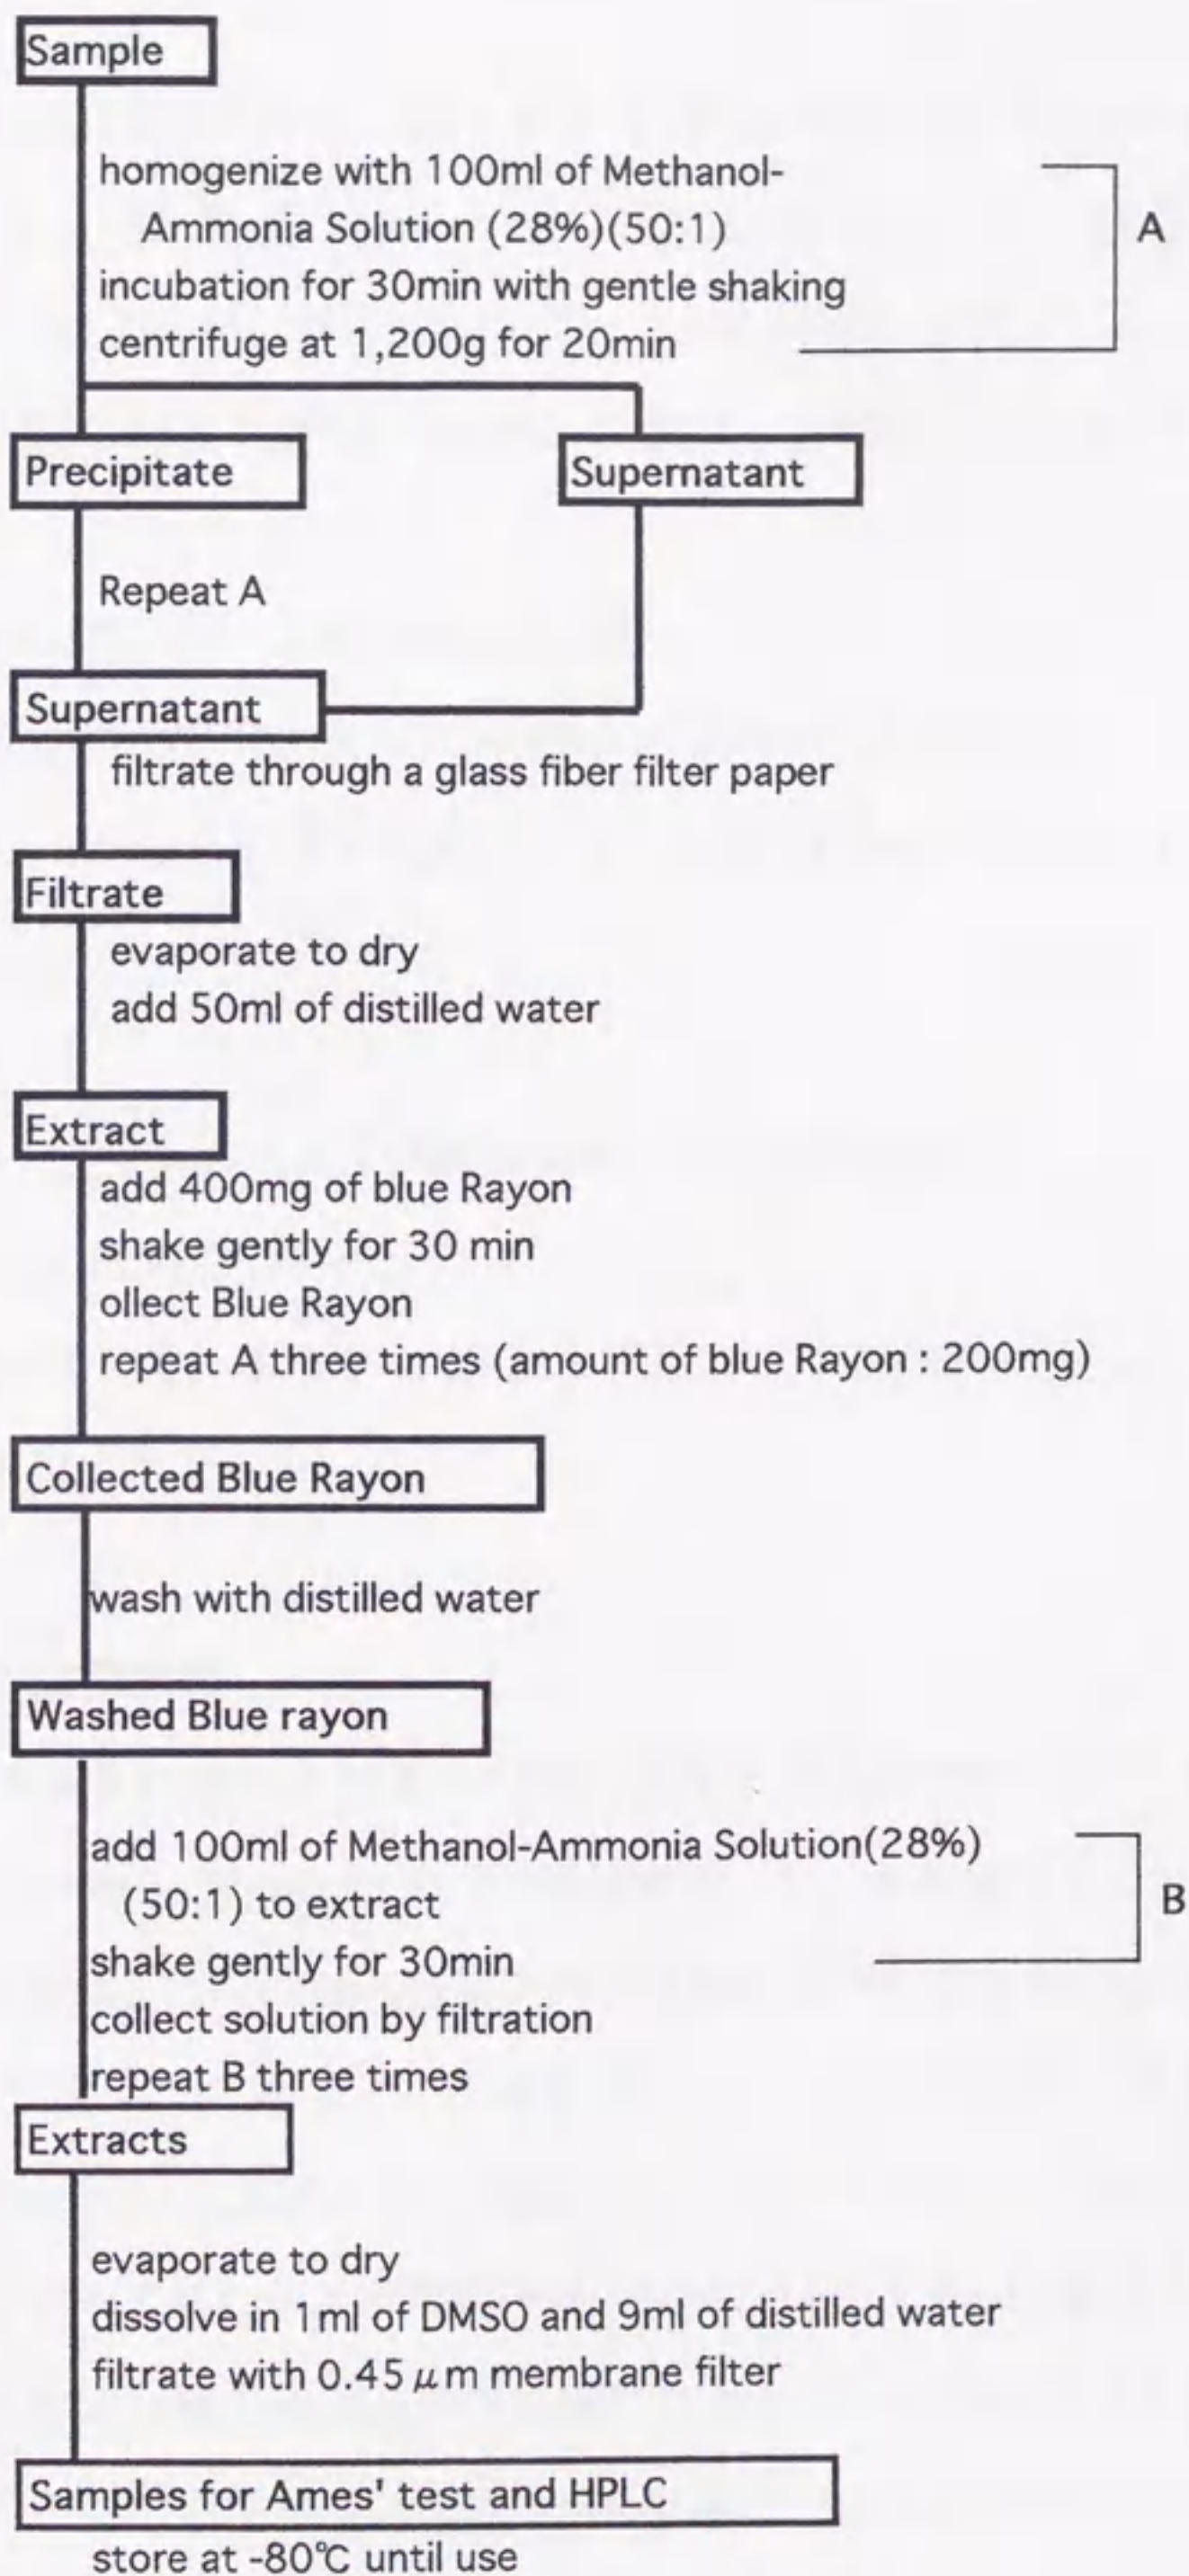 Sample
homogenize with 100ml of Methanol-
Ammonia Solution (28%)(50:1)
incubation for 30min with gentle shaking
centrifuge at 1,200g for 20min
A
Precipitate
Supernatant
Repeat A
Supernatant
filtrate through a glass fiber filter paper
Filtrate
evaporate to dry
add 50ml of distilled water
Extract
add 400mg of blue Rayon
shake gently for 30 min
ollect Blue Rayon
repeat A three times (amount of blue Rayon : 200mg)
Collected Blue Rayon
wash with distilled water
Washed Blue rayon
add 100ml of Methanol-Ammonia Solution(28%)
(50:1) to extract
shake gently for 30min
B
collect solution by filtration
repeat B three times
Extracts
evaporate to dry
dissolve in 1ml of DMSO and 9ml of distilled water
filtrate with 0.45 μm membrane filter
Samples for Ames' test and HPLC
store at -80℃ until use